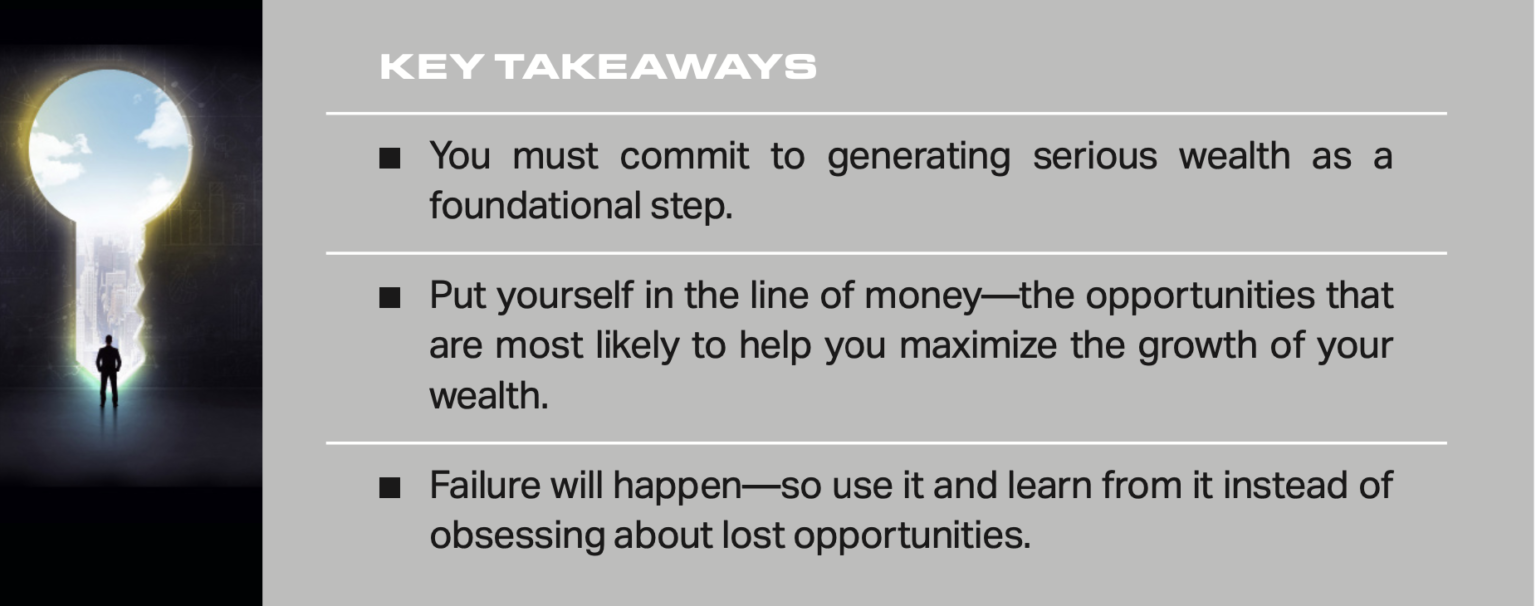 KEY TAKEAWAYS
■ You must commit to generating serious wealth as a
foundational step.
■ Put yourself in the line of money—the opportunities that
are most likely to help you maximize the growth of your
wealth.
■ Failure will happen—so use it and learn from it instead of
obsessing about lost opportunities.